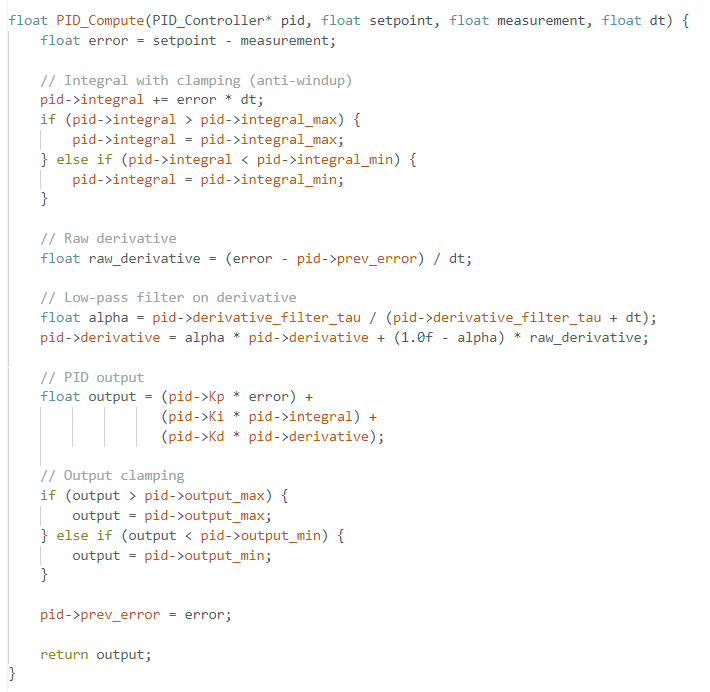 float PID_Compute(PID_Controller* pid, float setpoint, float measurement, float dt) {
    float error = setpoint - measurement;

    // Integral with clamping (anti-windup)
    pid->integral += error * dt;
    if (pid->integral > pid->integral_max) {
        pid->integral = pid->integral_max;
    } else if (pid->integral < pid->integral_min) {
        pid->integral = pid->integral_min;
    }

    // Raw derivative
    float raw_derivative = (error - pid->prev_error) / dt;

    // Low-pass filter on derivative
    float alpha = pid->derivative_filter_tau / (pid->derivative_filter_tau + dt);
    pid->derivative = alpha * pid->derivative + (1.0f - alpha) * raw_derivative;

    // PID output
    float output = (pid->Kp * error) +
                   (pid->Ki * pid->integral) +
                   (pid->Kd * pid->derivative);

    // Output clamping
    if (output > pid->output_max) {
        output = pid->output_max;
    } else if (output < pid->output_min) {
        output = pid->output_min;
    }

    pid->prev_error = error;

    return output;
}